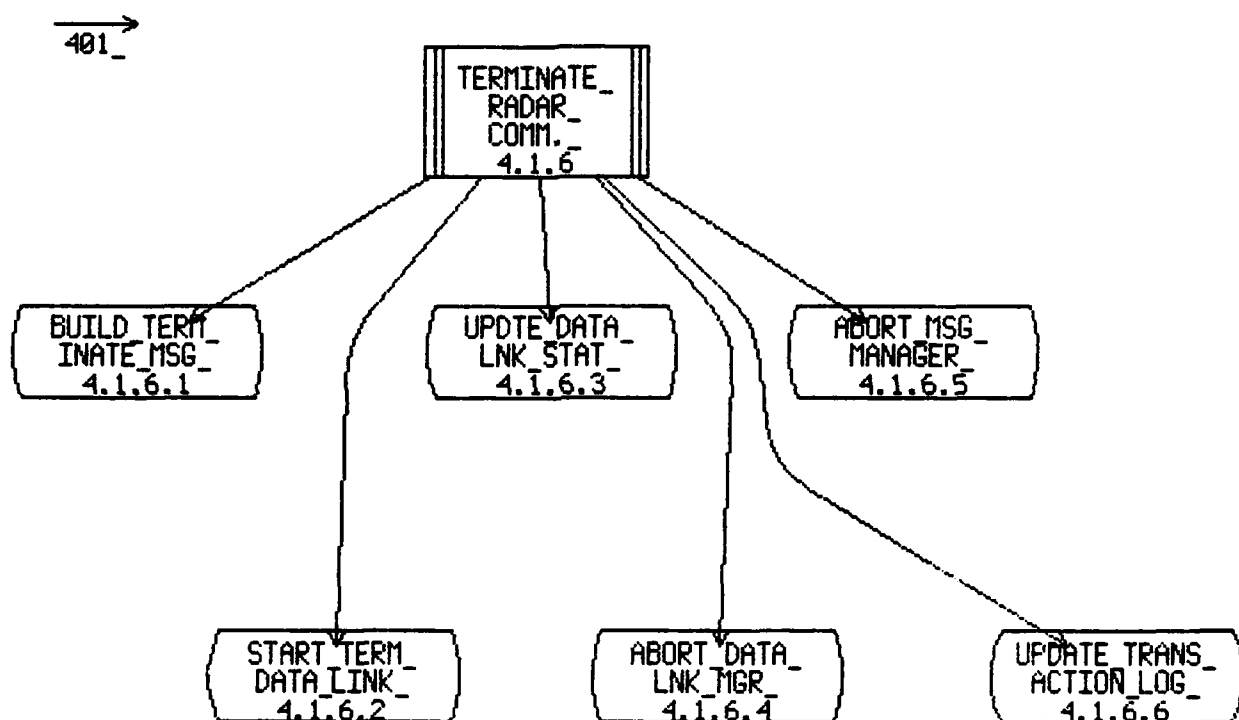 401_
TERMINATE_
RADAR_
COMM._
4.1.6
BUILD_TERM_
INATE_MSG_
4.1.6.1
UPDTE_DATA_
LNK_STAT_
4.1.6.3
ABORT_MSG_
MANAGER_
4.1.6.5
START_TERM_
DATA_LINK_
4.1.6.2
ABORT_DATA_
LNK_MGR_
4.1.6.4
UPDATE_TRANS_
ACTION_LOG_
4.1.6.6